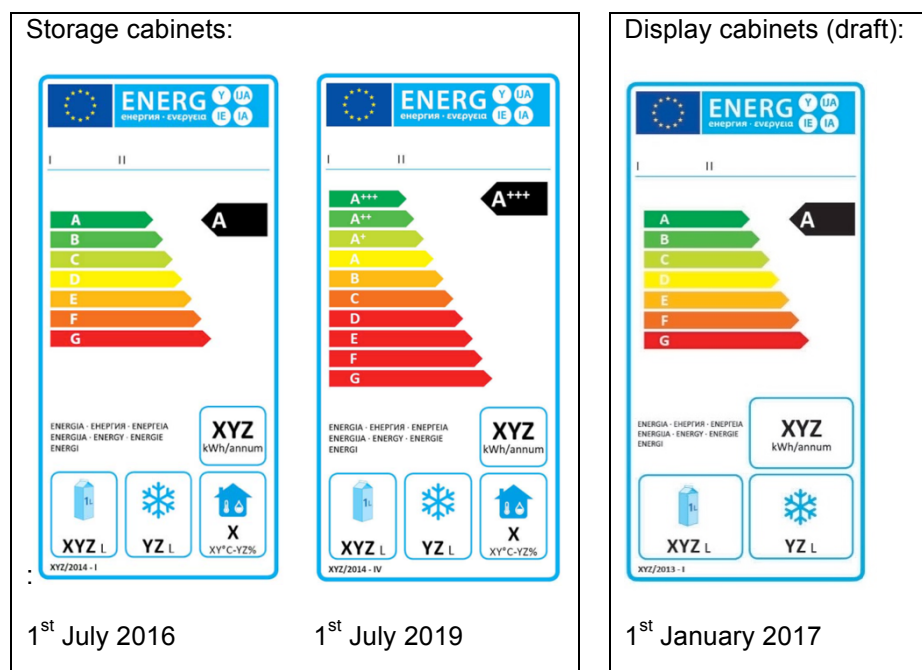 Storage cabinets:
ENERG Y UA
енергия · ενεργεια IE IA
I II
A
A
B
C
D
E
F
G
ENERGIA · ЕНЕРГИЯ · ΕΝΕΡΓΕΙΑ
ENERGIJA · ENERGY · ENERGIE
ENERGI
XYZ
kWh/annum
1L
XYZ L
YZ L
X
XY°C-YZ%
XYZ/2014 - I
:
1st July 2016
ENERG Y UA
енергия · ενεργεια IE IA
I II
A+++
A+++
A++
A+
A
B
C
D
E
F
G
ENERGIA · ЕНЕРГИЯ · ΕΝΕΡΓΕΙΑ
ENERGIJA · ENERGY · ENERGIE
ENERGI
XYZ
kWh/annum
1L
XYZ L
YZ L
X
XY°C-YZ%
XYZ/2014 - IV
1st July 2019
Display cabinets (draft):
ENERG Y UA
енергия · ενεργεια IE IA
I II
A
A
B
C
D
E
F
G
ENERGIA · ЕНЕРГИЯ · ΕΝΕΡΓΕΙΑ
ENERGIJA · ENERGY · ENERGIE
ENERGI
XYZ
kWh/annum
1L
XYZ L
YZ L
XYZ/2013 - I
1st January 2017